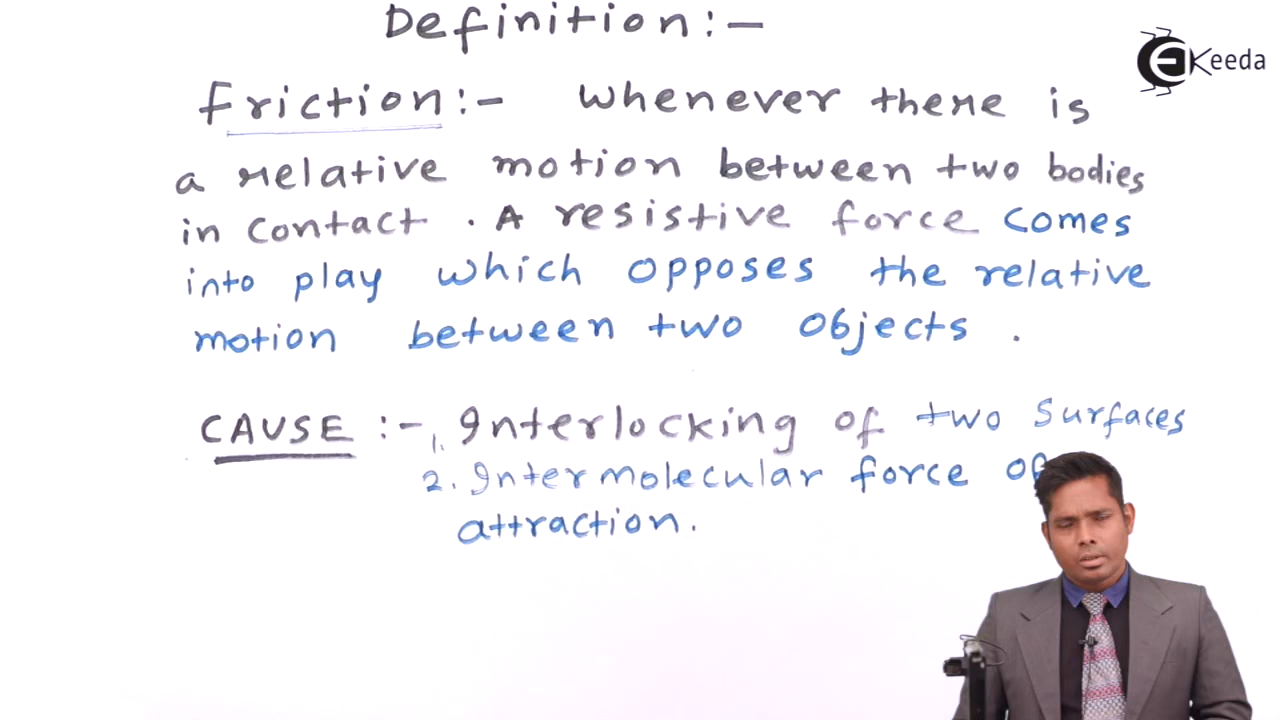 Definition:-
EKeeda
Friction:- Whenever there is
a relative motion between two bodies
in contact . A resistive force comes
into play which opposes the relative
motion between two objects .
CAUSE :- 1. Interlocking of two surfaces
2. Intermolecular force of
attraction.